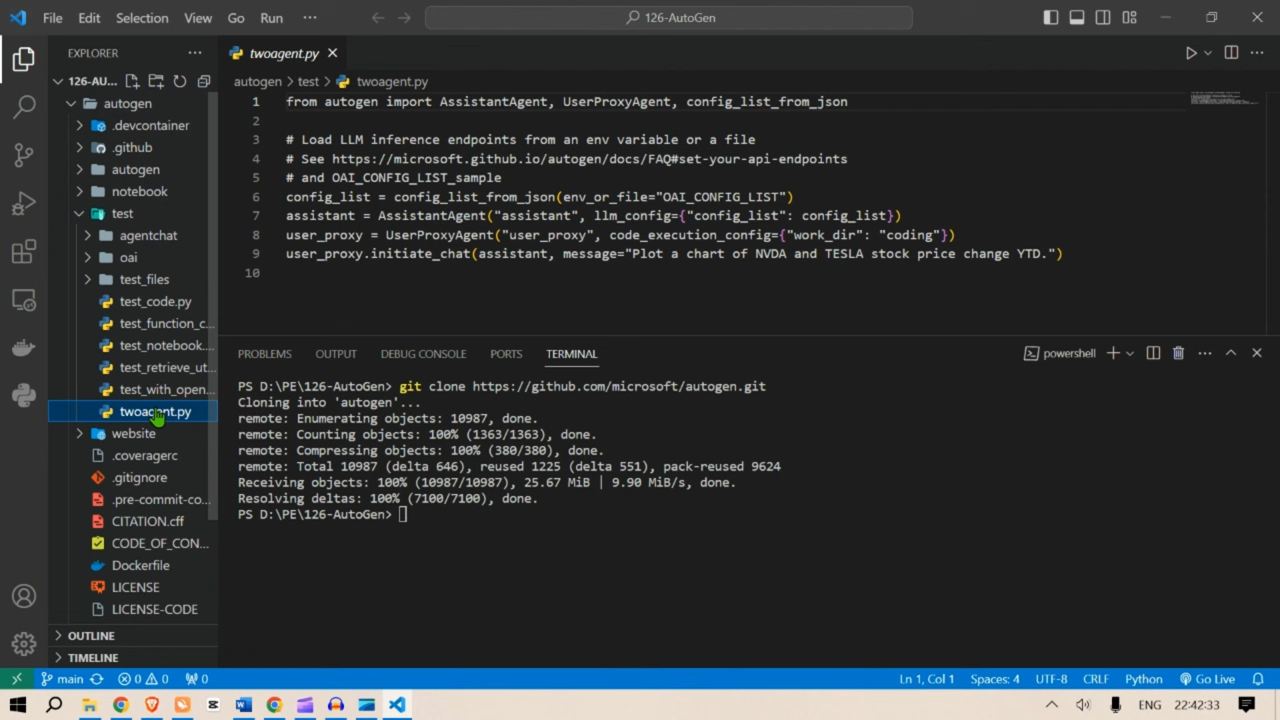 File Edit Selection View Go Run ··· 126-AutoGen
EXPLORER ···
126-AU...
autogen
.devcontainer
.github
autogen
notebook
test
agentchat
oai
test_files
test_code.py
test_function_c...
test_notebook....
test_retrieve_ut...
test_with_open...
twoagent.py
website
.coveragerc
.gitignore
.pre-commit-co...
CITATION.cff
CODE_OF_CON...
Dockerfile
LICENSE
LICENSE-CODE
OUTLINE
TIMELINE
twoagent.py
autogen > test > twoagent.py
1 from autogen import AssistantAgent, UserProxyAgent, config_list_from_json
2
3 # Load LLM inference endpoints from an env variable or a file
4 # See https://microsoft.github.io/autogen/docs/FAQ#set-your-api-endpoints
5 # and OAI_CONFIG_LIST_sample
6 config_list = config_list_from_json(env_or_file="OAI_CONFIG_LIST")
7 assistant = AssistantAgent("assistant", llm_config={"config_list": config_list})
8 user_proxy = UserProxyAgent("user_proxy", code_execution_config={"work_dir": "coding"})
9 user_proxy.initiate_chat(assistant, message="Plot a chart of NVDA and TESLA stock price change YTD.")
10
PROBLEMS OUTPUT DEBUG CONSOLE PORTS TERMINAL powershell
PS D:\PE\126-AutoGen> git clone https://github.com/microsoft/autogen.git
Cloning into 'autogen'...
remote: Enumerating objects: 10987, done.
remote: Counting objects: 100% (1363/1363), done.
remote: Compressing objects: 100% (380/380), done.
remote: Total 10987 (delta 646), reused 1225 (delta 551), pack-reused 9624
Receiving objects: 100% (10987/10987), 25.67 MiB | 9.90 MiB/s, done.
Resolving deltas: 100% (7100/7100), done.
PS D:\PE\126-AutoGen>
main 0 0 0 Ln 1, Col 1 Spaces: 4 UTF-8 CRLF Python Go Live
ENG 22:42:33